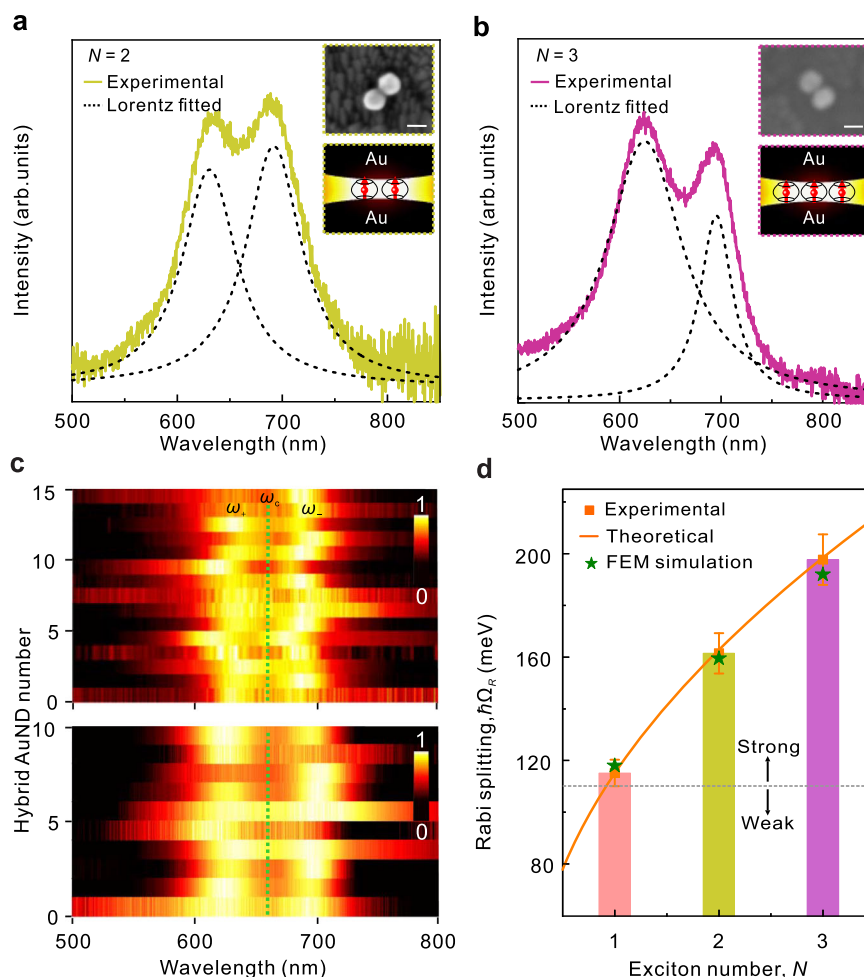 a
N = 2
Experimental
Lorentz fitted
Au
Au
Intensity (arb.units)
500 600 700 800
Wavelength (nm)
b
N = 3
Experimental
Lorentz fitted
Au
Au
Intensity (arb.units)
500 600 700 800
Wavelength (nm)
c
15
10
5
0
ω+ ωc ω−
1
0
10
5
0
1
0
Hybrid AuND number
500 600 700 800
Wavelength (nm)
d
Experimental
Theoretical
FEM simulation
200
160
120
80
Rabi splitting, ħΩR (meV)
Strong
Weak
1 2 3
Exciton number, N